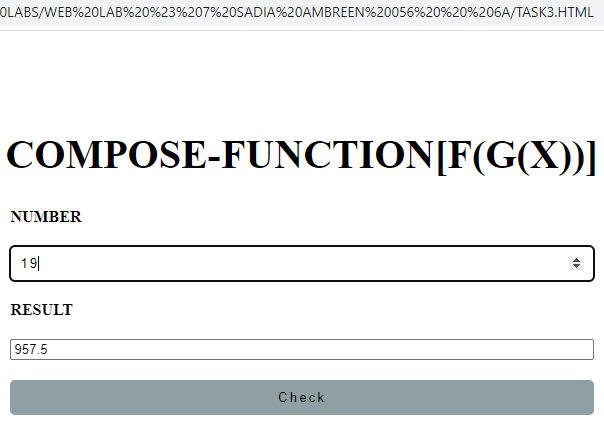 0LABS/WEB%20LAB%20%23%207%20SADIA%20AMBREEN%20056%20%20%206A/TASK3.HTML
COMPOSE-FUNCTION[F(G(X))]
NUMBER
19
RESULT
957.5
Check